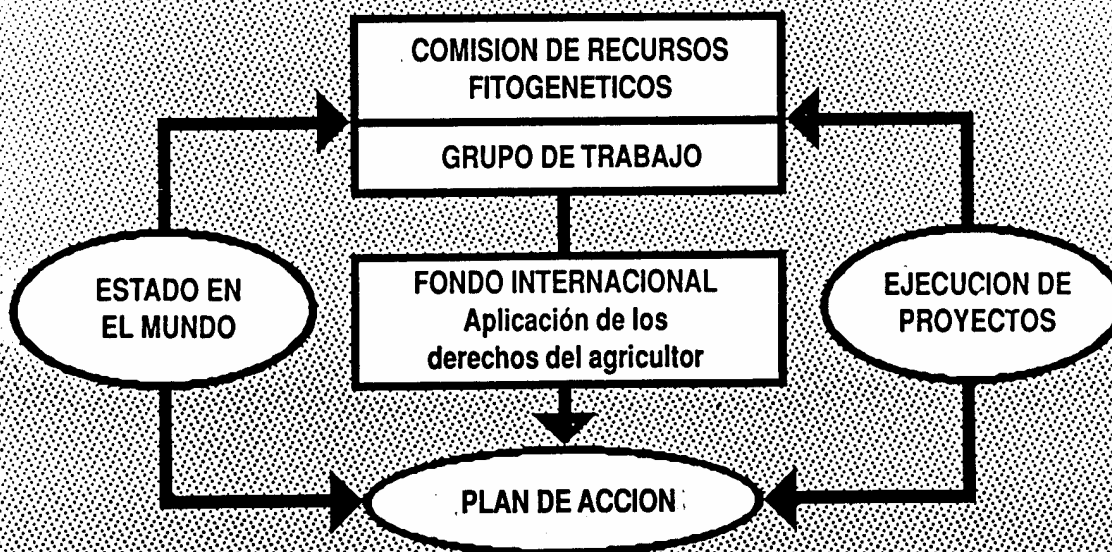 COMISION DE RECURSOS
FITOGENETICOS
GRUPO DE TRABAJO
ESTADO EN
EL MUNDO
FONDO INTERNACIONAL
Aplicación de los
derechos del agricultor
EJECUCION DE
PROYECTOS
PLAN DE ACCION